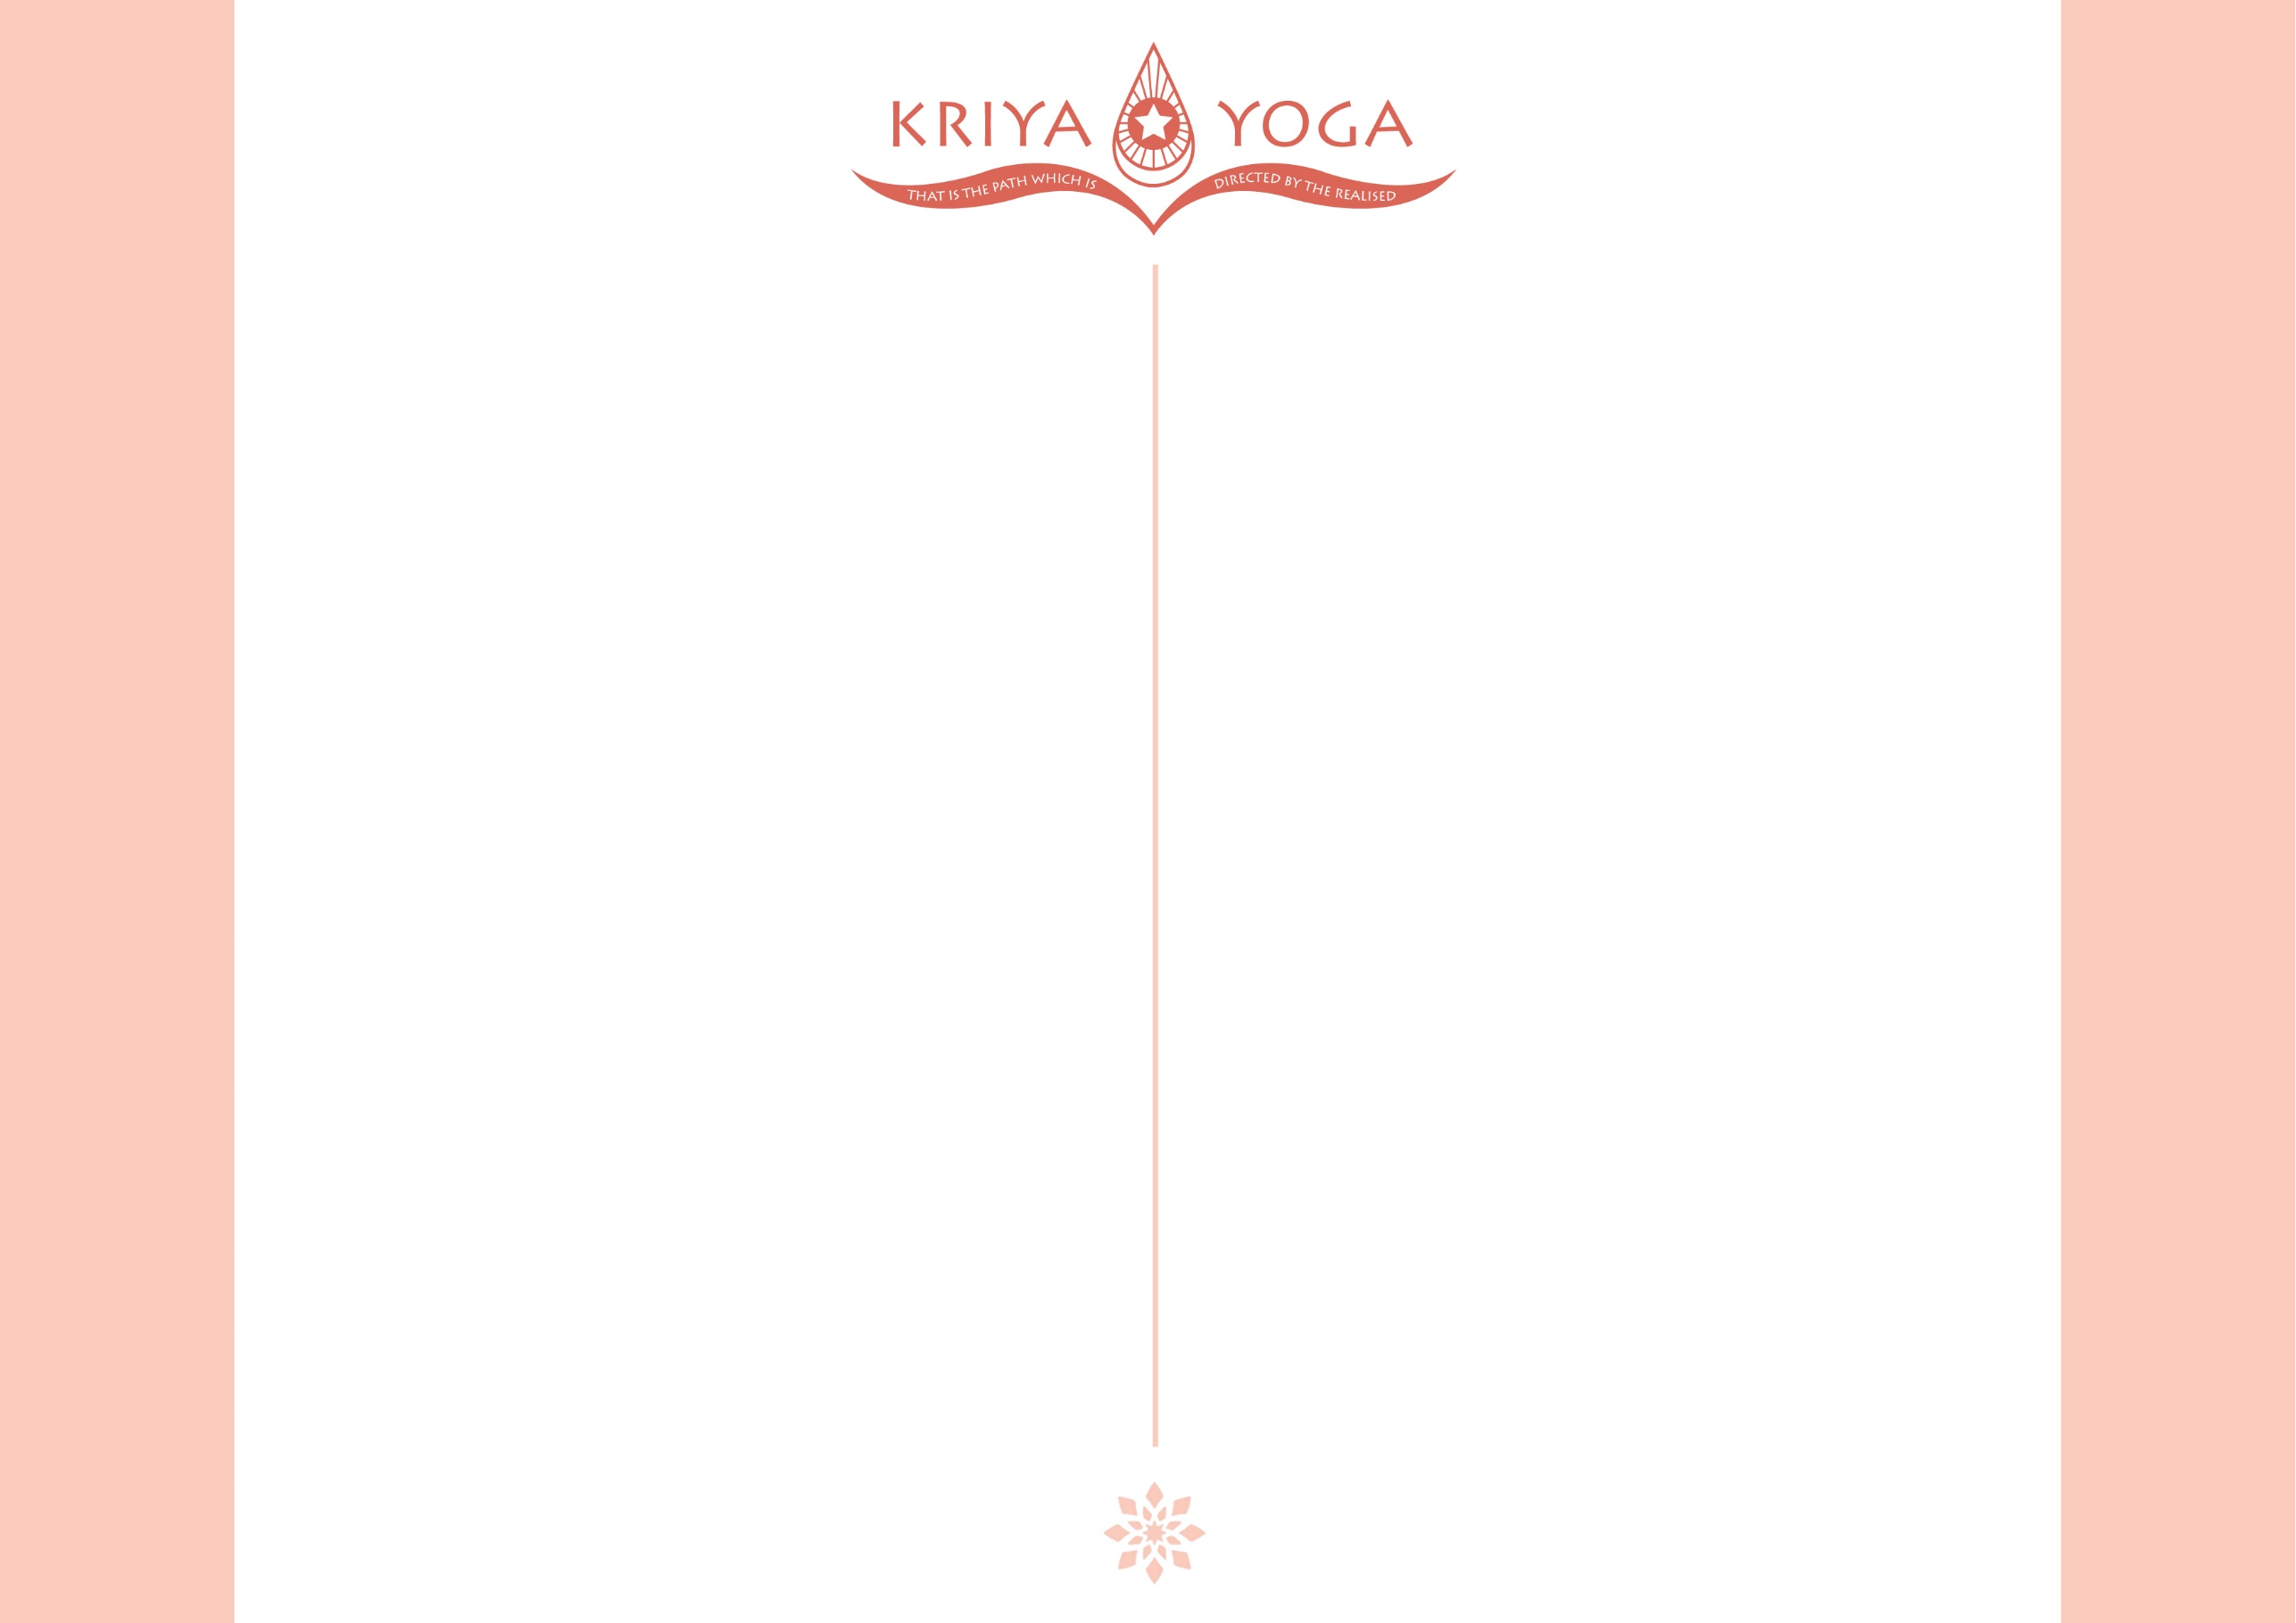 KRIYA YOGA
THAT IS THE PATH WHICH IS DIRECTED BY THE REALISED